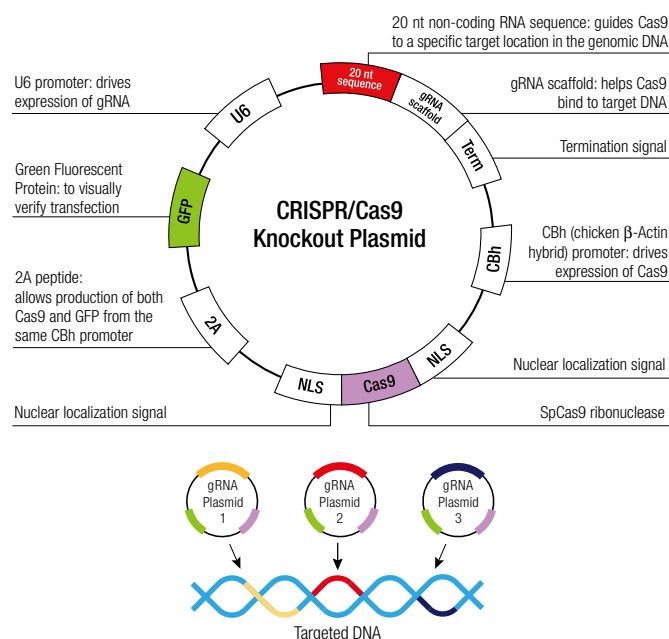 20 nt non-coding RNA sequence: guides Cas9
to a specific target location in the genomic DNA
U6 promoter: drives
expression of gRNA
gRNA scaffold: helps Cas9
bind to target DNA
Termination signal
Green Fluorescent
Protein: to visually
verify transfection
CBh (chicken β-Actin
hybrid) promoter: drives
expression of Cas9
2A peptide:
allows production of both
Cas9 and GFP from the
same CBh promoter
Nuclear localization signal
Nuclear localization signal
SpCas9 ribonuclease
20 nt
sequence
gRNA
scaffold
Term
CBh
NLS
Cas9
NLS
2A
GFP
U6
CRISPR/Cas9
Knockout Plasmid
gRNA
Plasmid
1
gRNA
Plasmid
2
gRNA
Plasmid
3
Targeted DNA